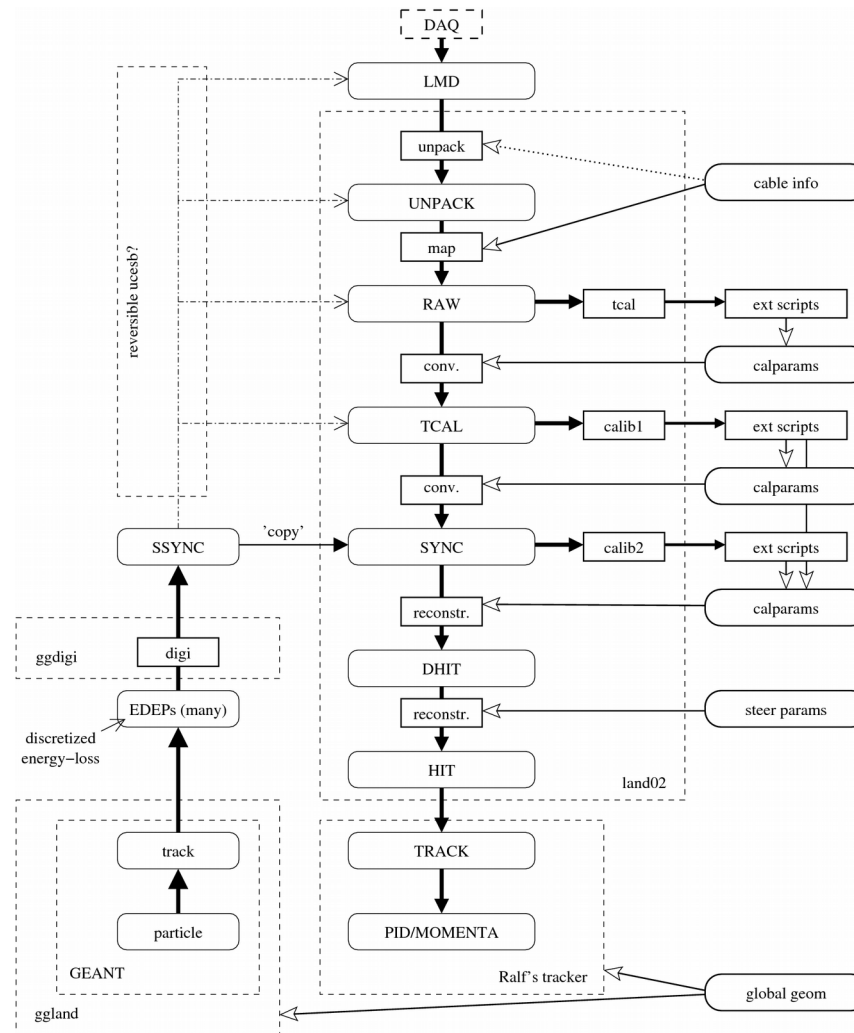 DAQ
LMD
unpack
cable info
UNPACK
map
reversible ucesb?
RAW
tcal
ext scripts
conv.
calparams
TCAL
calib1
ext scripts
conv.
calparams
SSYNC
'copy'
SYNC
calib2
ext scripts
reconstr.
calparams
ggdigi
digi
DHIT
EDEPs (many)
reconstr.
steer params
discretized
energy−loss
HIT
land02
track
TRACK
particle
PID/MOMENTA
GEANT
Ralf's tracker
global geom
ggland